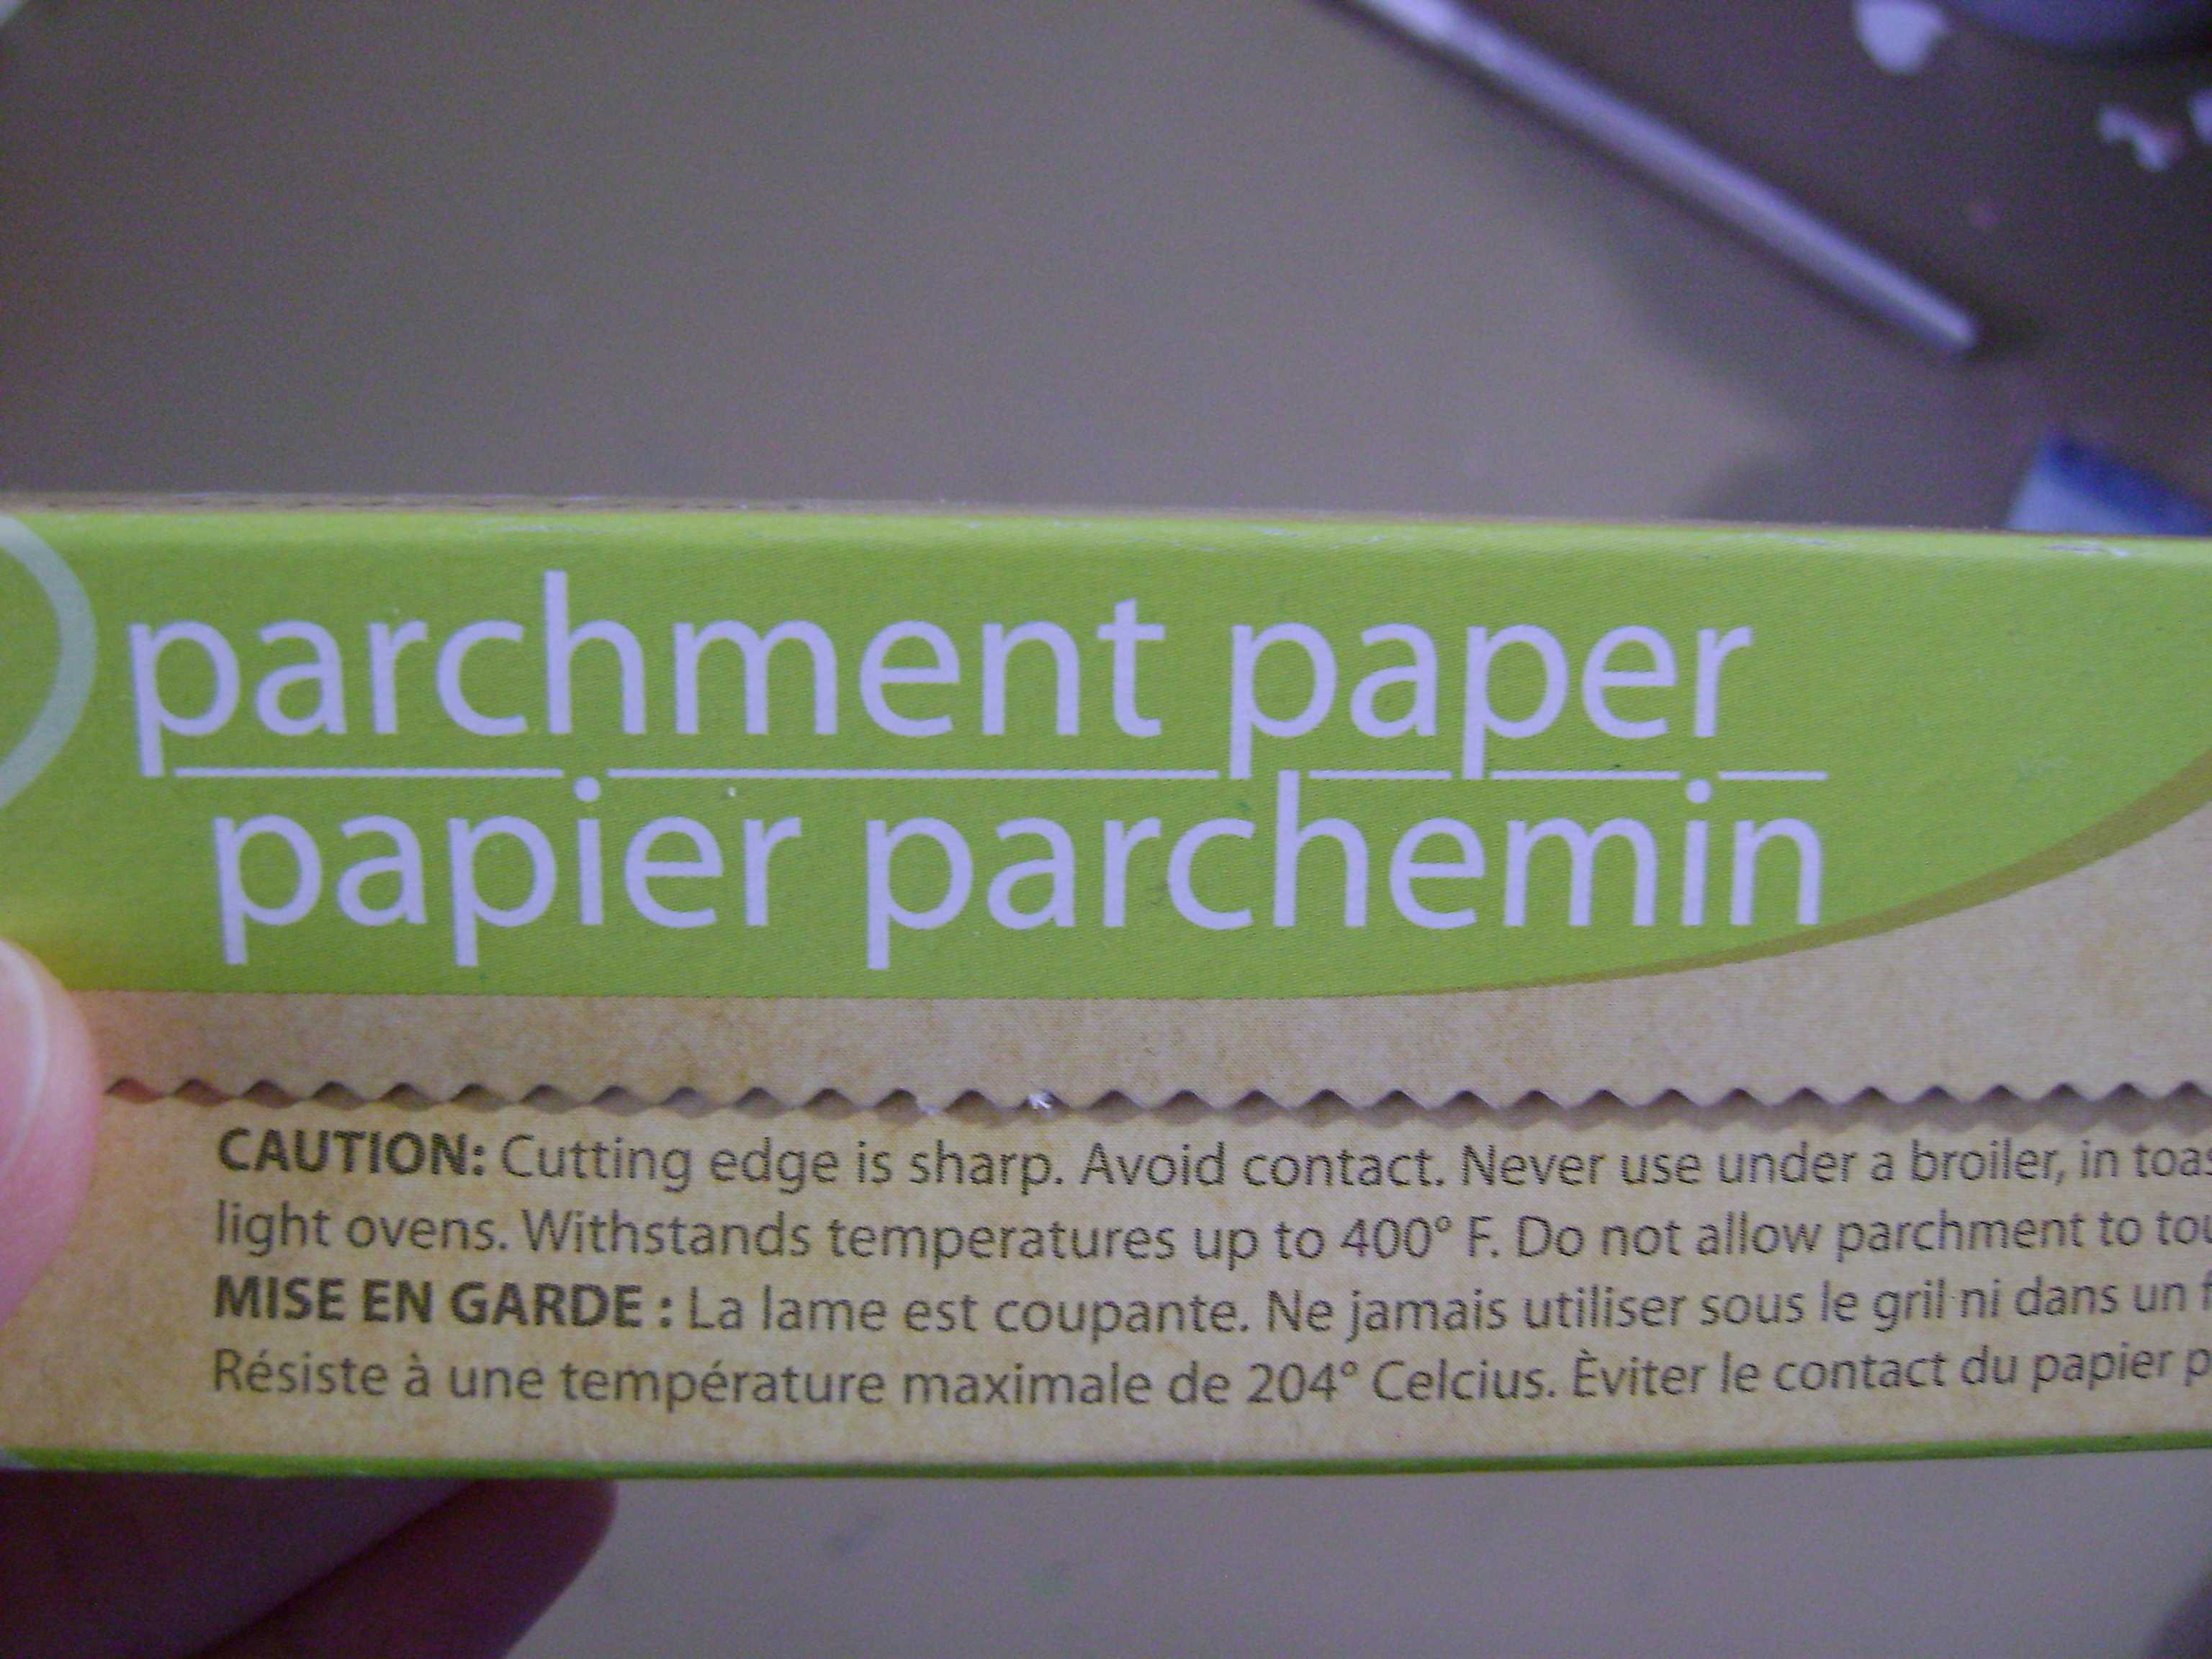 parchment paper
papier parchemin
CAUTION: Cutting edge is sharp. Avoid contact. Never use under a broiler, in
light ovens. Withstands temperatures up to 400° F. Do not allow parchment to
MISE EN GARDE : La lame est coupante. Ne jamais utiliser sous le gril ni dans un
Résiste à une température maximale de 204° Celcius. Èviter le contact du papier